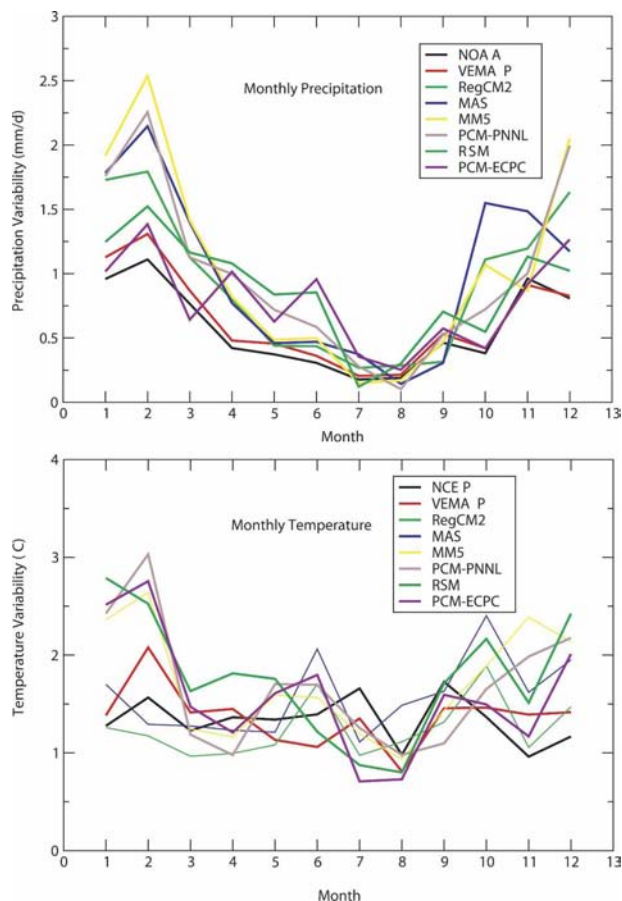 3
2.5
2
1.5
1
0.5
0
Precipitation Variability (mm/d)
Monthly Precipitation
NOA A
VEMA P
RegCM2
MAS
MM5
PCM-PNNL
RSM
PCM-ECPC
0 1 2 3 4 5 6 7 8 9 10 11 12 13
Month
4
3
2
1
0
Temperature Variability ( C)
Monthly Temperature
NCE P
VEMA P
RegCM2
MAS
MM5
PCM-PNNL
RSM
PCM-ECPC
0 1 2 3 4 5 6 7 8 9 10 11 12 13
Month